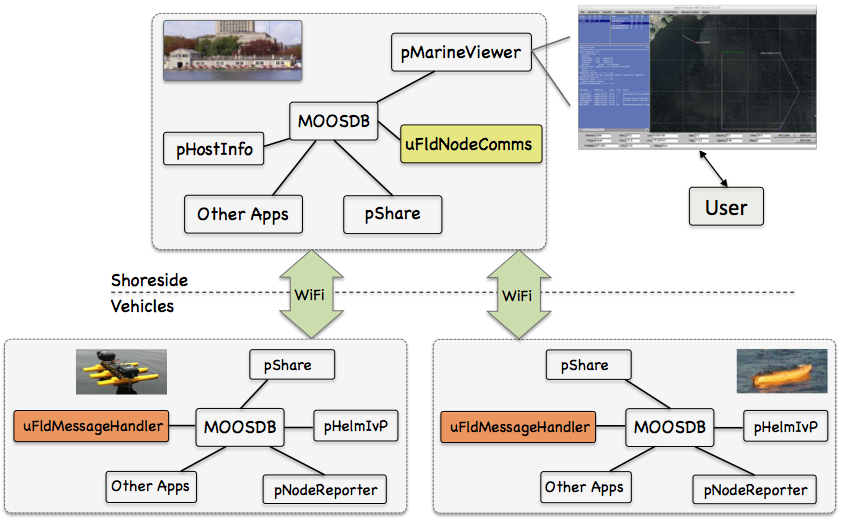 pMarineViewer
MOOSDB
pHostInfo
uFldNodeComms
Other Apps
pShare
User
Shoreside
Vehicles
WiFi
WiFi
pShare
uFldMessageHandler
MOOSDB
pHelmIvP
Other Apps
pNodeReporter
pShare
uFldMessageHandler
MOOSDB
pHelmIvP
Other Apps
pNodeReporter